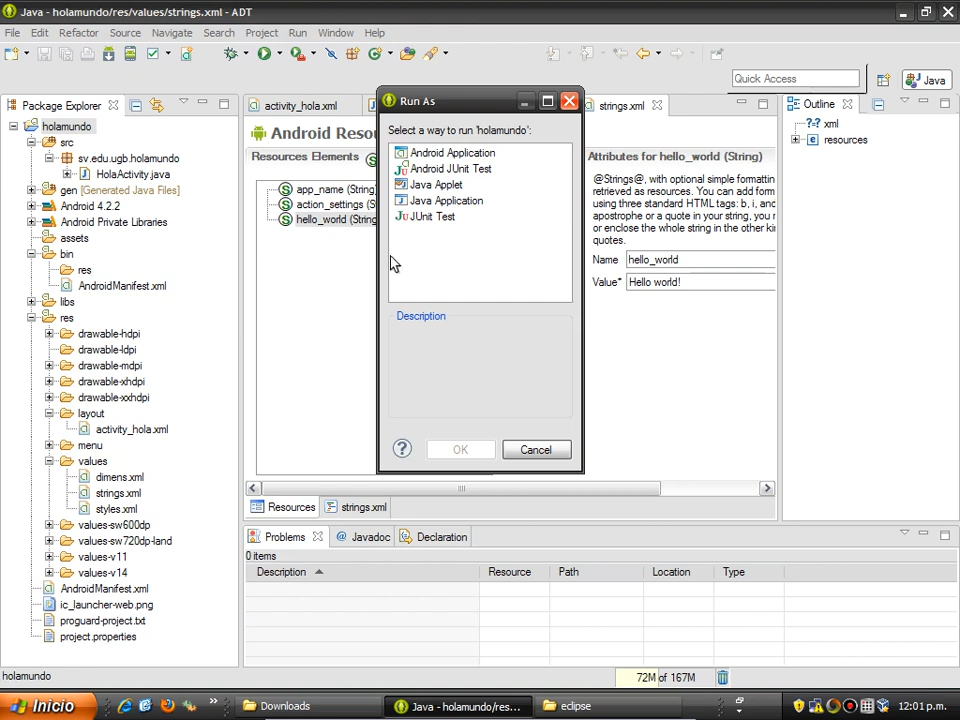 Java - holamundo/res/values/strings.xml - ADT
File Edit Refactor Source Navigate Search Project Run Window Help
Quick Access
Java
Package Explorer
holamundo
src
sv.edu.ugb.holamundo
HolaActivity.java
gen [Generated Java Files]
Android 4.2.2
Android Private Libraries
assets
bin
res
AndroidManifest.xml
libs
res
drawable-hdpi
drawable-ldpi
drawable-mdpi
drawable-xhdpi
drawable-xxhdpi
layout
activity_hola.xml
menu
values
dimens.xml
strings.xml
styles.xml
values-sw600dp
values-sw720dp-land
values-v11
values-v14
AndroidManifest.xml
ic_launcher-web.png
proguard-project.txt
project.properties
activity_hola.xml
strings.xml
Android Resou
Resources Elements
app_name (String)
action_settings (S
hello_world (String
Run As
Select a way to run 'holamundo':
Android Application
Android JUnit Test
Java Applet
Java Application
JUnit Test
Description
OK
Cancel
Attributes for hello_world (String)
@Strings@, with optional simple formattin
retrieved as resources. You can add form
using three standard HTML tags: b, i, and
apostrophe or a quote in your string, you n
or enclose the whole string in the other kin
quotes.
Name hello_world
Value* Hello world!
Outline
xml
resources
Resources strings.xml
Problems Javadoc Declaration
0 items
Description Resource Path Location Type
holamundo
72M of 167M
Inicio
Downloads
Java - holamundo/res...
eclipse
12:01 p.m.